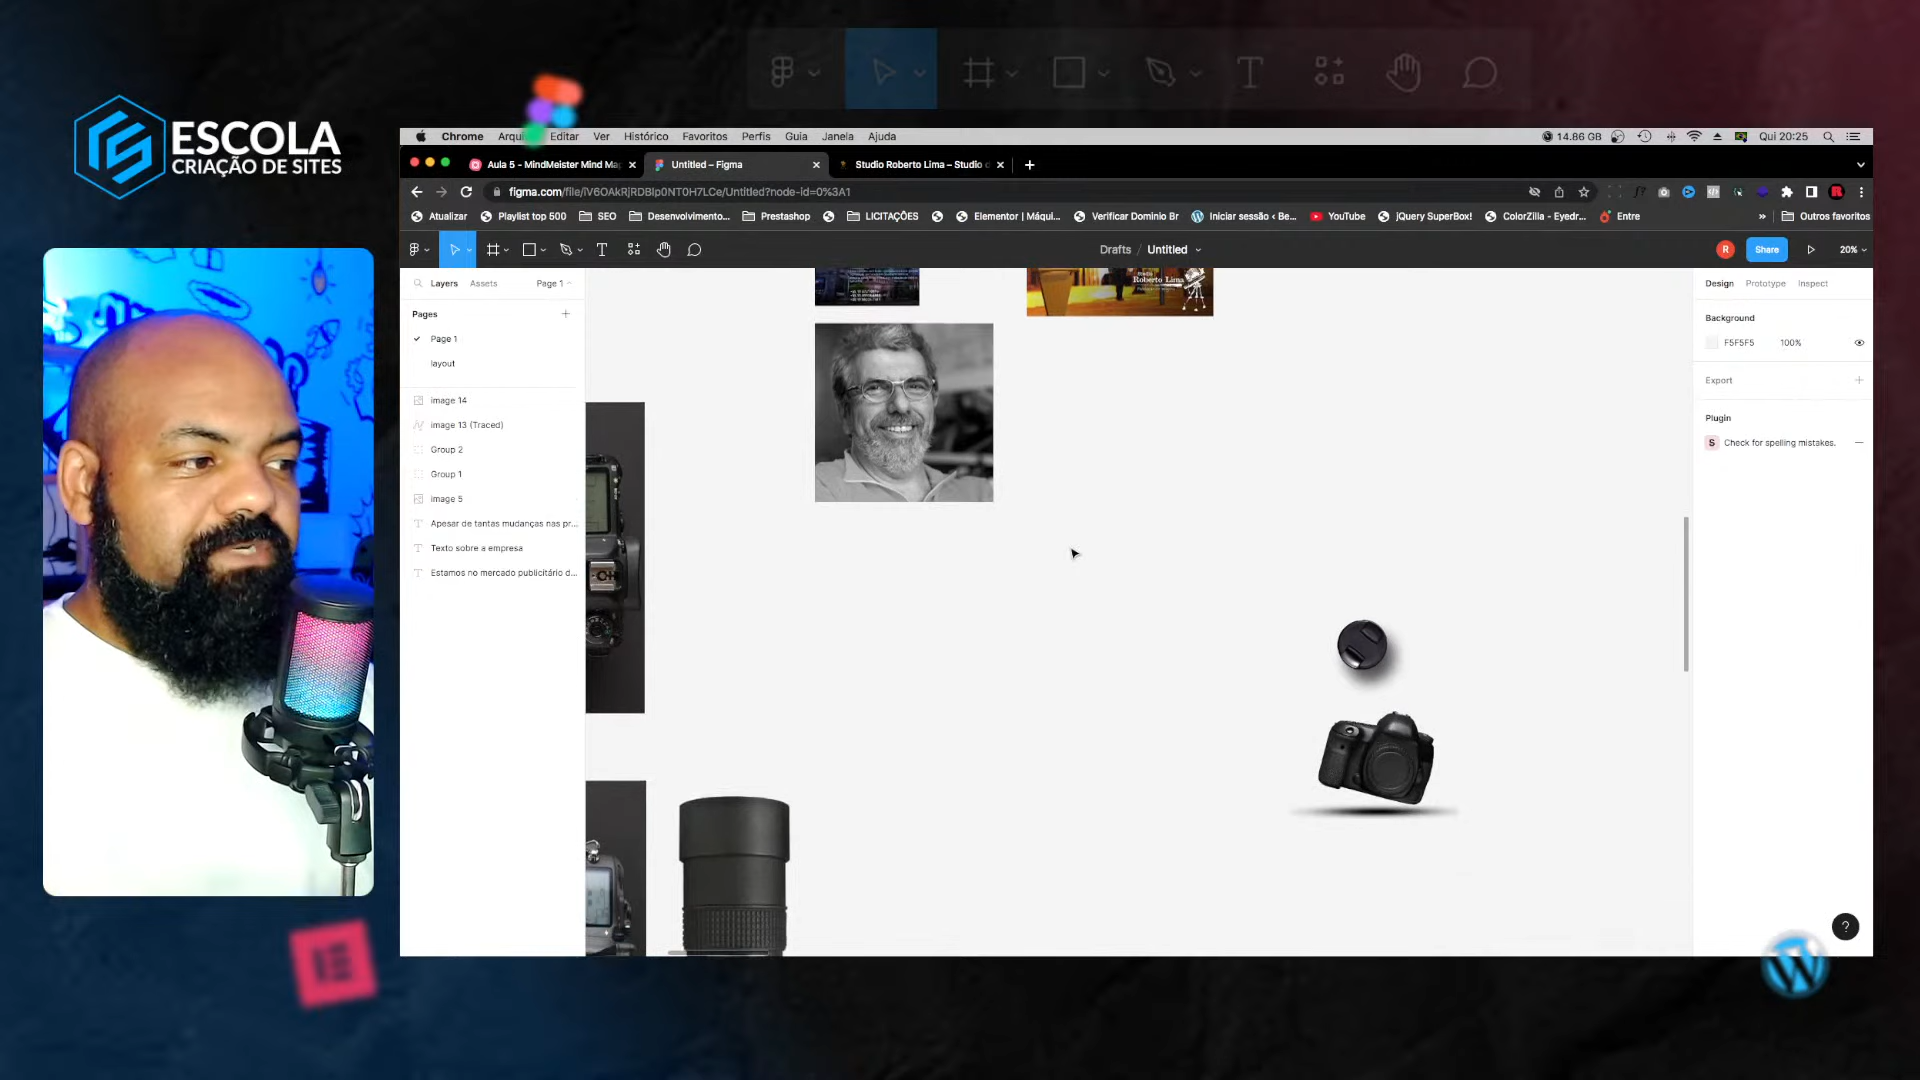 ESCOLA
CRIAÇÃO DE SITES
Chrome Editar Ver Histórico Favoritos Perfis Guia Janela Ajuda
14.86 GB Qui 20:25
Aula 5 - MindMeister Mind Ma
Untitled – Figma
Studio Roberto Lima – Studio
figma.com/file/iV6OAkRjRDBIp0NT0H7LCe/Untitled?node-id=0%3A1
Atualizar Playlist top 500 SEO Desenvolvimento... Prestashop LICITAÇÕES Elementor | Máqui... Verificar Dominio Br Iniciar sessão ‹ Be... YouTube jQuery SuperBox! ColorZilla - Eyedr... Entre » Outros favoritos
Drafts / Untitled
R Share 20%
Layers Assets Page 1
Pages
Page 1
layout
image 14
image 13 (Traced)
Group 2
Group 1
image 5
Apesar de tantas mudanças nas pr...
Texto sobre a empresa
Estamos no mercado publicitário d...
Roberto Lima
Design Prototype Inspect
Background
F5F5F5 100%
Export
Plugin
S Check for spelling mistakes.
?